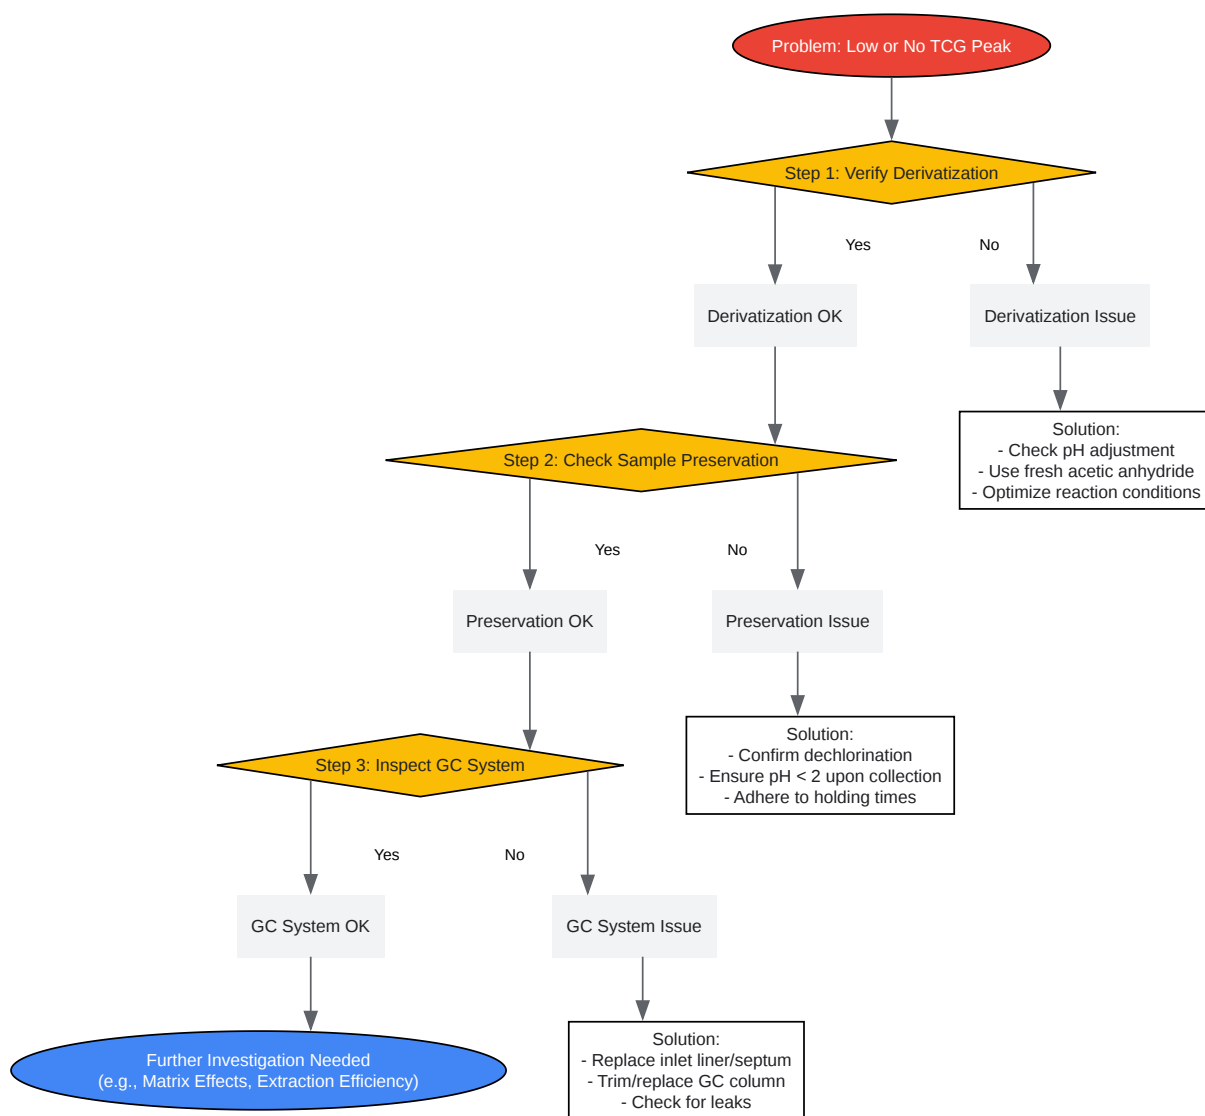 Problem: Low or No TCG Peak
Step 1: Verify Derivatization
Yes
No
Derivatization OK
Derivatization Issue
Solution:
- Check pH adjustment
- Use fresh acetic anhydride
- Optimize reaction conditions
Step 2: Check Sample Preservation
Yes
No
Preservation OK
Preservation Issue
Solution:
- Confirm dechlorination
- Ensure pH < 2 upon collection
- Adhere to holding times
Step 3: Inspect GC System
Yes
No
GC System OK
GC System Issue
Further Investigation Needed
(e.g., Matrix Effects, Extraction Efficiency)
Solution:
- Replace inlet liner/septum
- Trim/replace GC column
- Check for leaks